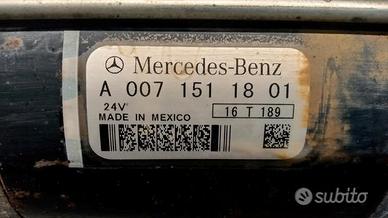 Mercedes-Benz
A 007 151 18 01
24V 16 T 189
MADE IN MEXICO
subito